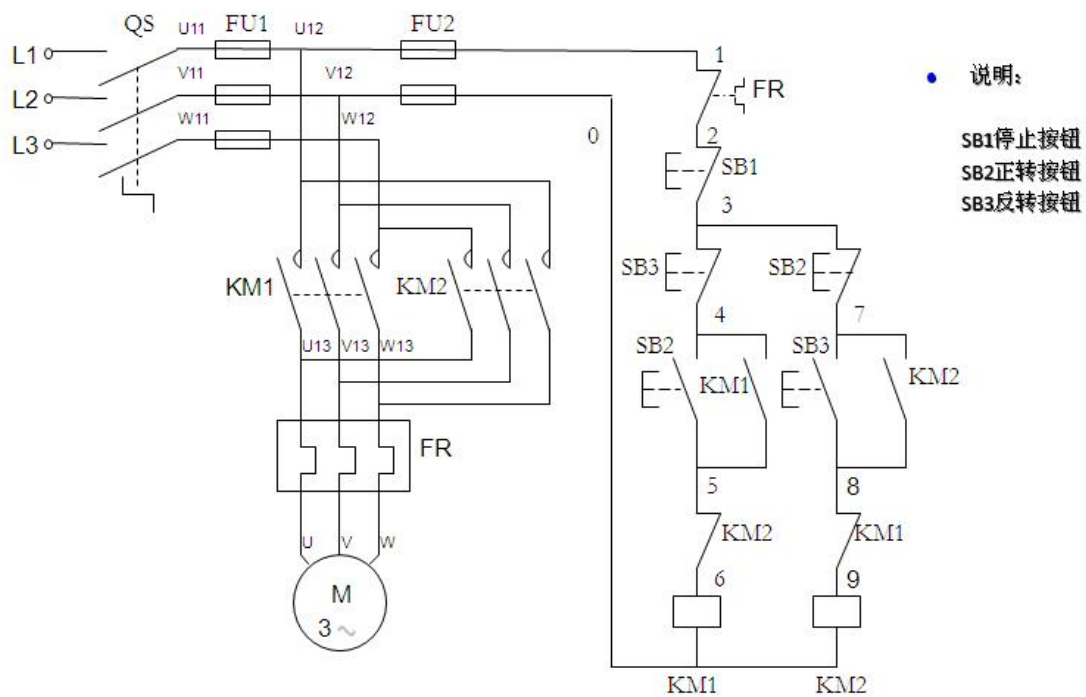 QS
U11
FU1
U12
FU2
L1
1
V11
V12
FR
说明：
L2
W11
W12
L3
0
2
SB1停止按钮
SB1
SB2正转按钮
3
SB3反转按钮
SB3
SB2
KM1
KM2
4
7
U13
V13
W13
SB2
SB3
KM1
KM2
FR
5
8
KM2
KM1
U
V
W
6
9
M
3～
KM1
KM2